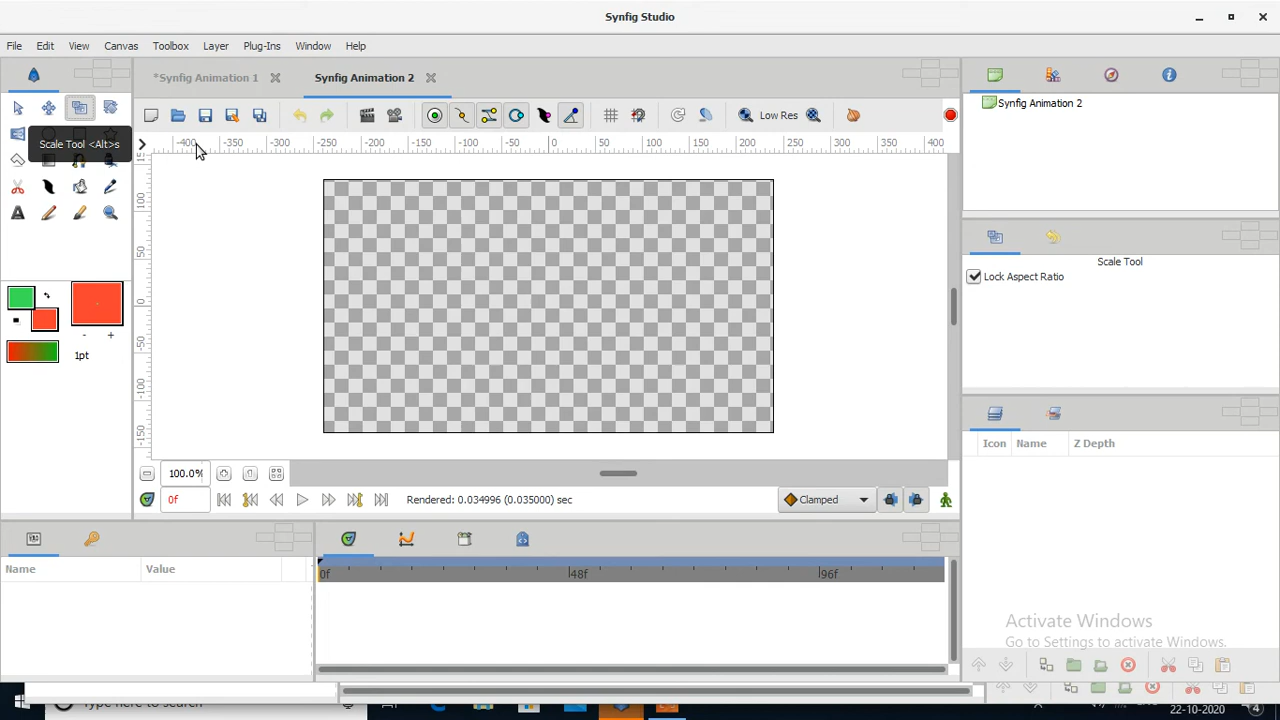 Synfig Studio
File Edit View Canvas Toolbox Layer Plug-Ins Window Help
*Synfig Animation 1 Synfig Animation 2
Low Res
Scale Tool <Alt>s
-400 -350 -300 -250 -200 -150 -100 -50 0 50 100 150 200 250 300 350 400
100
50
0
-50
-100
-150
1pt
Synfig Animation 2
Scale Tool
Lock Aspect Ratio
Icon Name Z Depth
100.0%
0f Rendered: 0.034996 (0.035000) sec Clamped
Name Value
0f 48f 96f
Activate Windows
Go to Settings to activate Windows.
Type here to search
22-10-2020
4